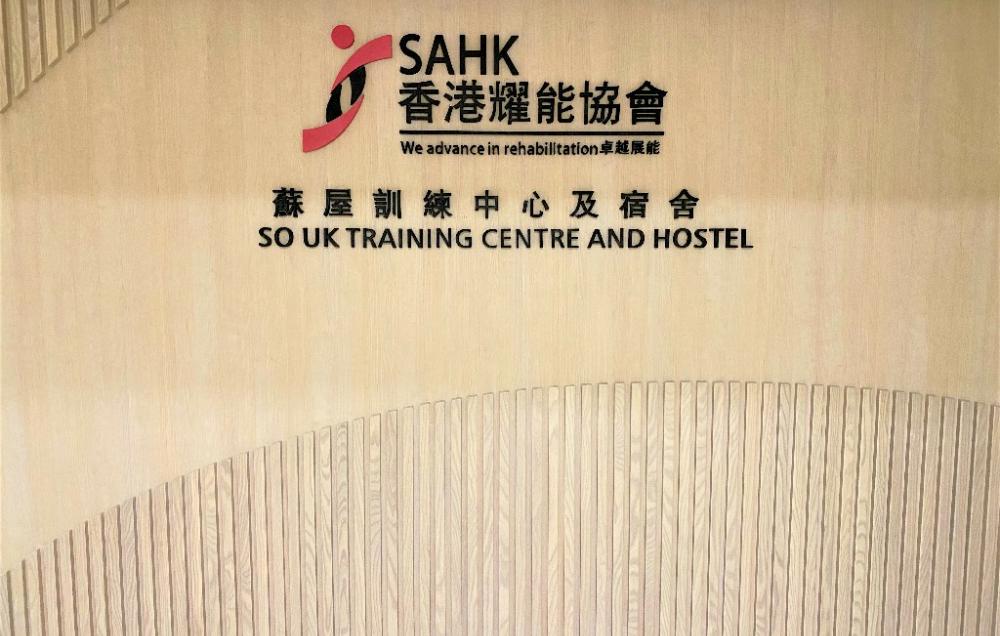 SAHK
香港耀能協會
We advance in rehabilitation卓越展能
蘇屋訓練中心及宿舍
SO UK TRAINING CENTRE AND HOSTEL